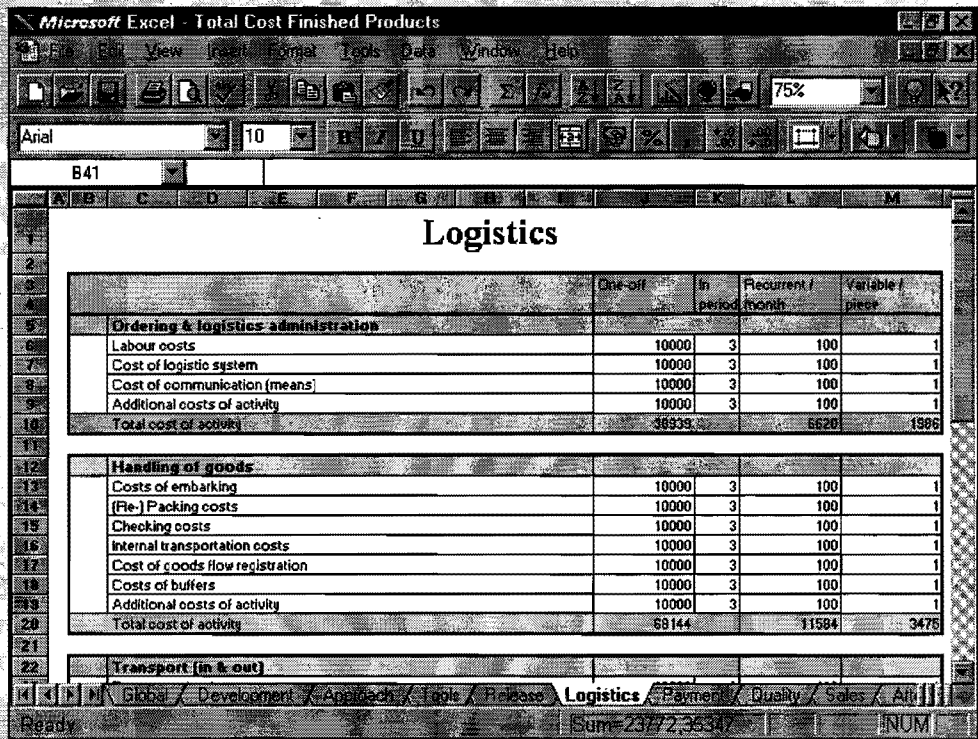 Microsoft Excel - Total Cost Finished Products
File Edit View Insert Format Tools Data Window Help
75%
Arial 10 B I U
B41
A B C D E F G H I J K L M
Logistics
One-off In Recurrent / Variable /
period month piece
Ordering & logistics administration
Labour costs 10000 3 100 1
Cost of logistic system 10000 3 100 1
Cost of communication (means) 10000 3 100 1
Additional costs of activity 10000 3 100 1
Total cost of activity 6620 1986
Handling of goods
Costs of embarking 10000 3 100 1
(Re-) Packing costs 10000 3 100 1
Checking costs 10000 3 100 1
Internal transportation costs 10000 3 100 1
Cost of goods flow registration 10000 3 100 1
Costs of buffers 10000 3 100 1
Additional costs of activity 10000 3 100 1
20 Total cost of activity 68144 11584 3475
21
22 Transport (in & out)
Global Development Approach Tools Release Logistics Payment Quality Sales
Ready NUM